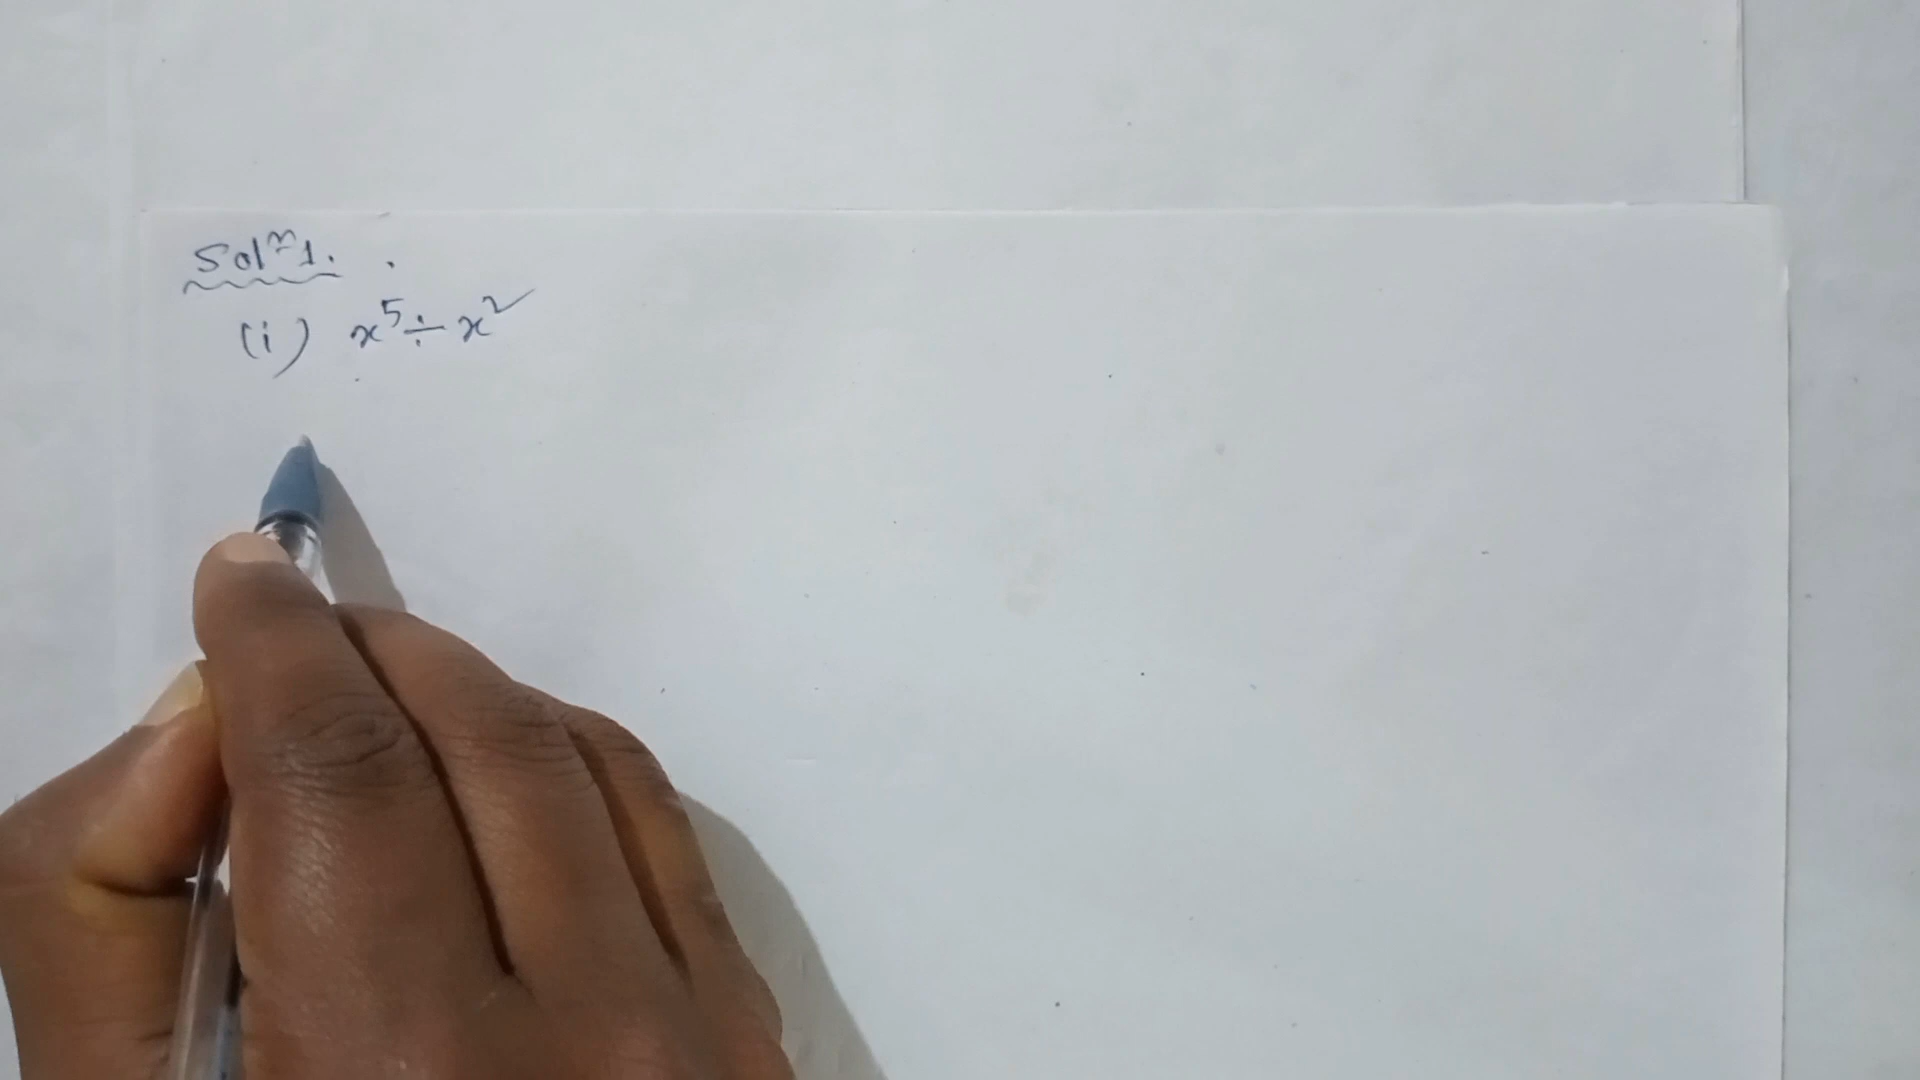 Solⁿ1.
(i) x⁵ ÷ x²